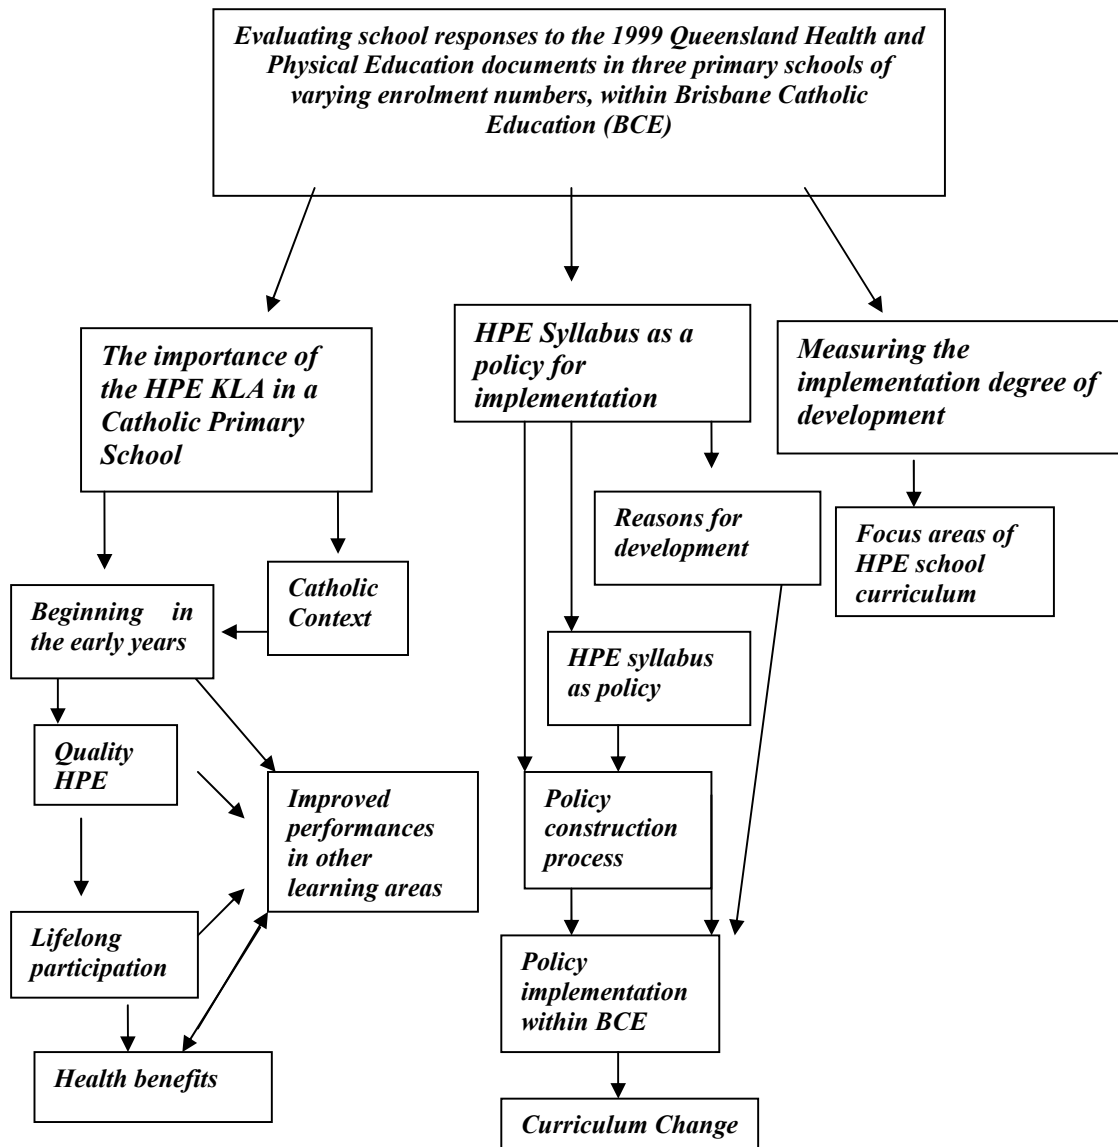 Evaluating school responses to the 1999 Queensland Health and
Physical Education documents in three primary schools of
varying enrolment numbers, within Brisbane Catholic
Education (BCE)
The importance of
the HPE KLA in a
Catholic Primary
School
HPE Syllabus as a
policy for
implementation
Measuring the
implementation degree of
development
Reasons for
development
Focus areas of
HPE school
curriculum
Catholic
Context
Beginning in
the early years
HPE syllabus
as policy
Quality
HPE
Improved
performances
in other
learning areas
Policy
construction
process
Lifelong
participation
Policy
implementation
within BCE
Health benefits
Curriculum Change